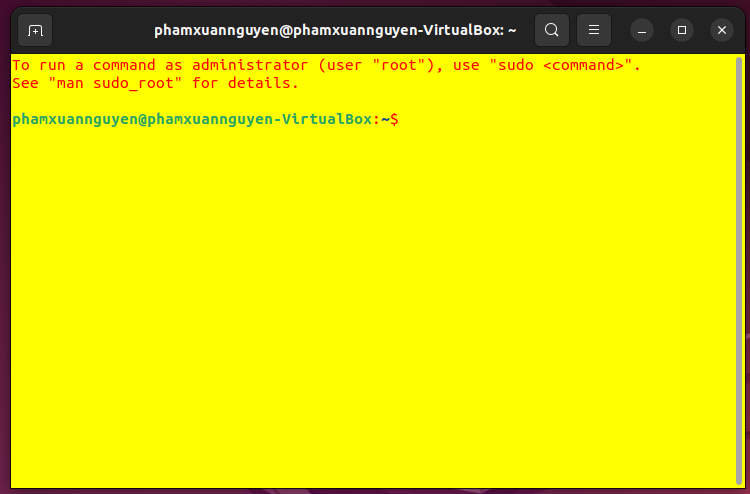 phamxuannguyen@phamxuannguyen-VirtualBox: ~
To run a command as administrator (user "root"), use "sudo <command>".
See "man sudo_root" for details.
phamxuannguyen@phamxuannguyen-VirtualBox:~$